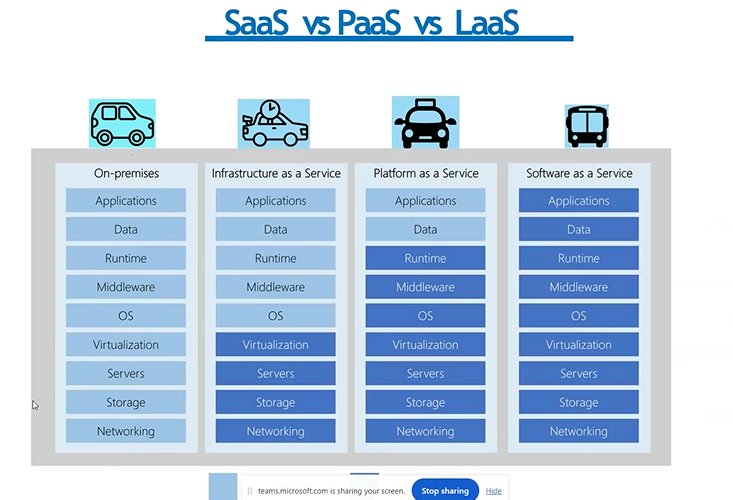 SaaS vs PaaS vs LaaS
On-premises
Applications
Data
Runtime
Middleware
OS
Virtualization
Servers
Storage
Networking
Infrastructure as a Service
Applications
Data
Runtime
Middleware
OS
Virtualization
Servers
Storage
Networking
Platform as a Service
Applications
Data
Runtime
Middleware
OS
Virtualization
Servers
Storage
Networking
Software as a Service
Applications
Data
Runtime
Middleware
OS
Virtualization
Servers
Storage
Networking
teams.microsoft.com is sharing your screen. Stop sharing Hide